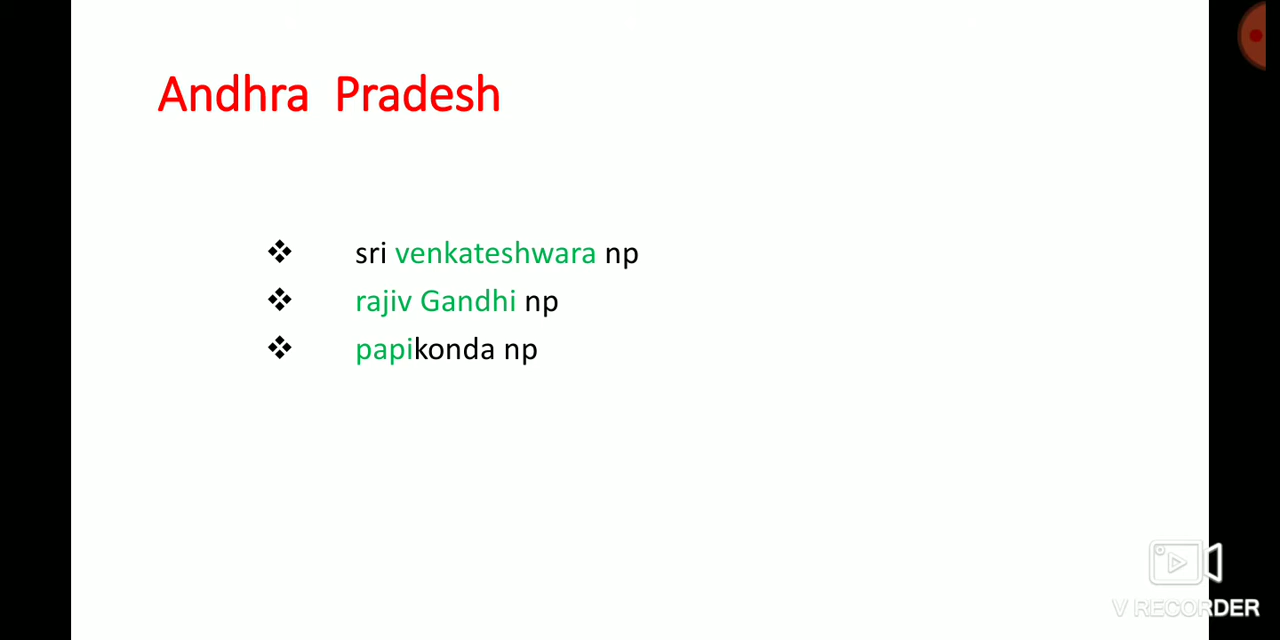 Andhra Pradesh
❖ sri venkateshwara np
❖ rajiv Gandhi np
❖ papikonda np
V RECORDER